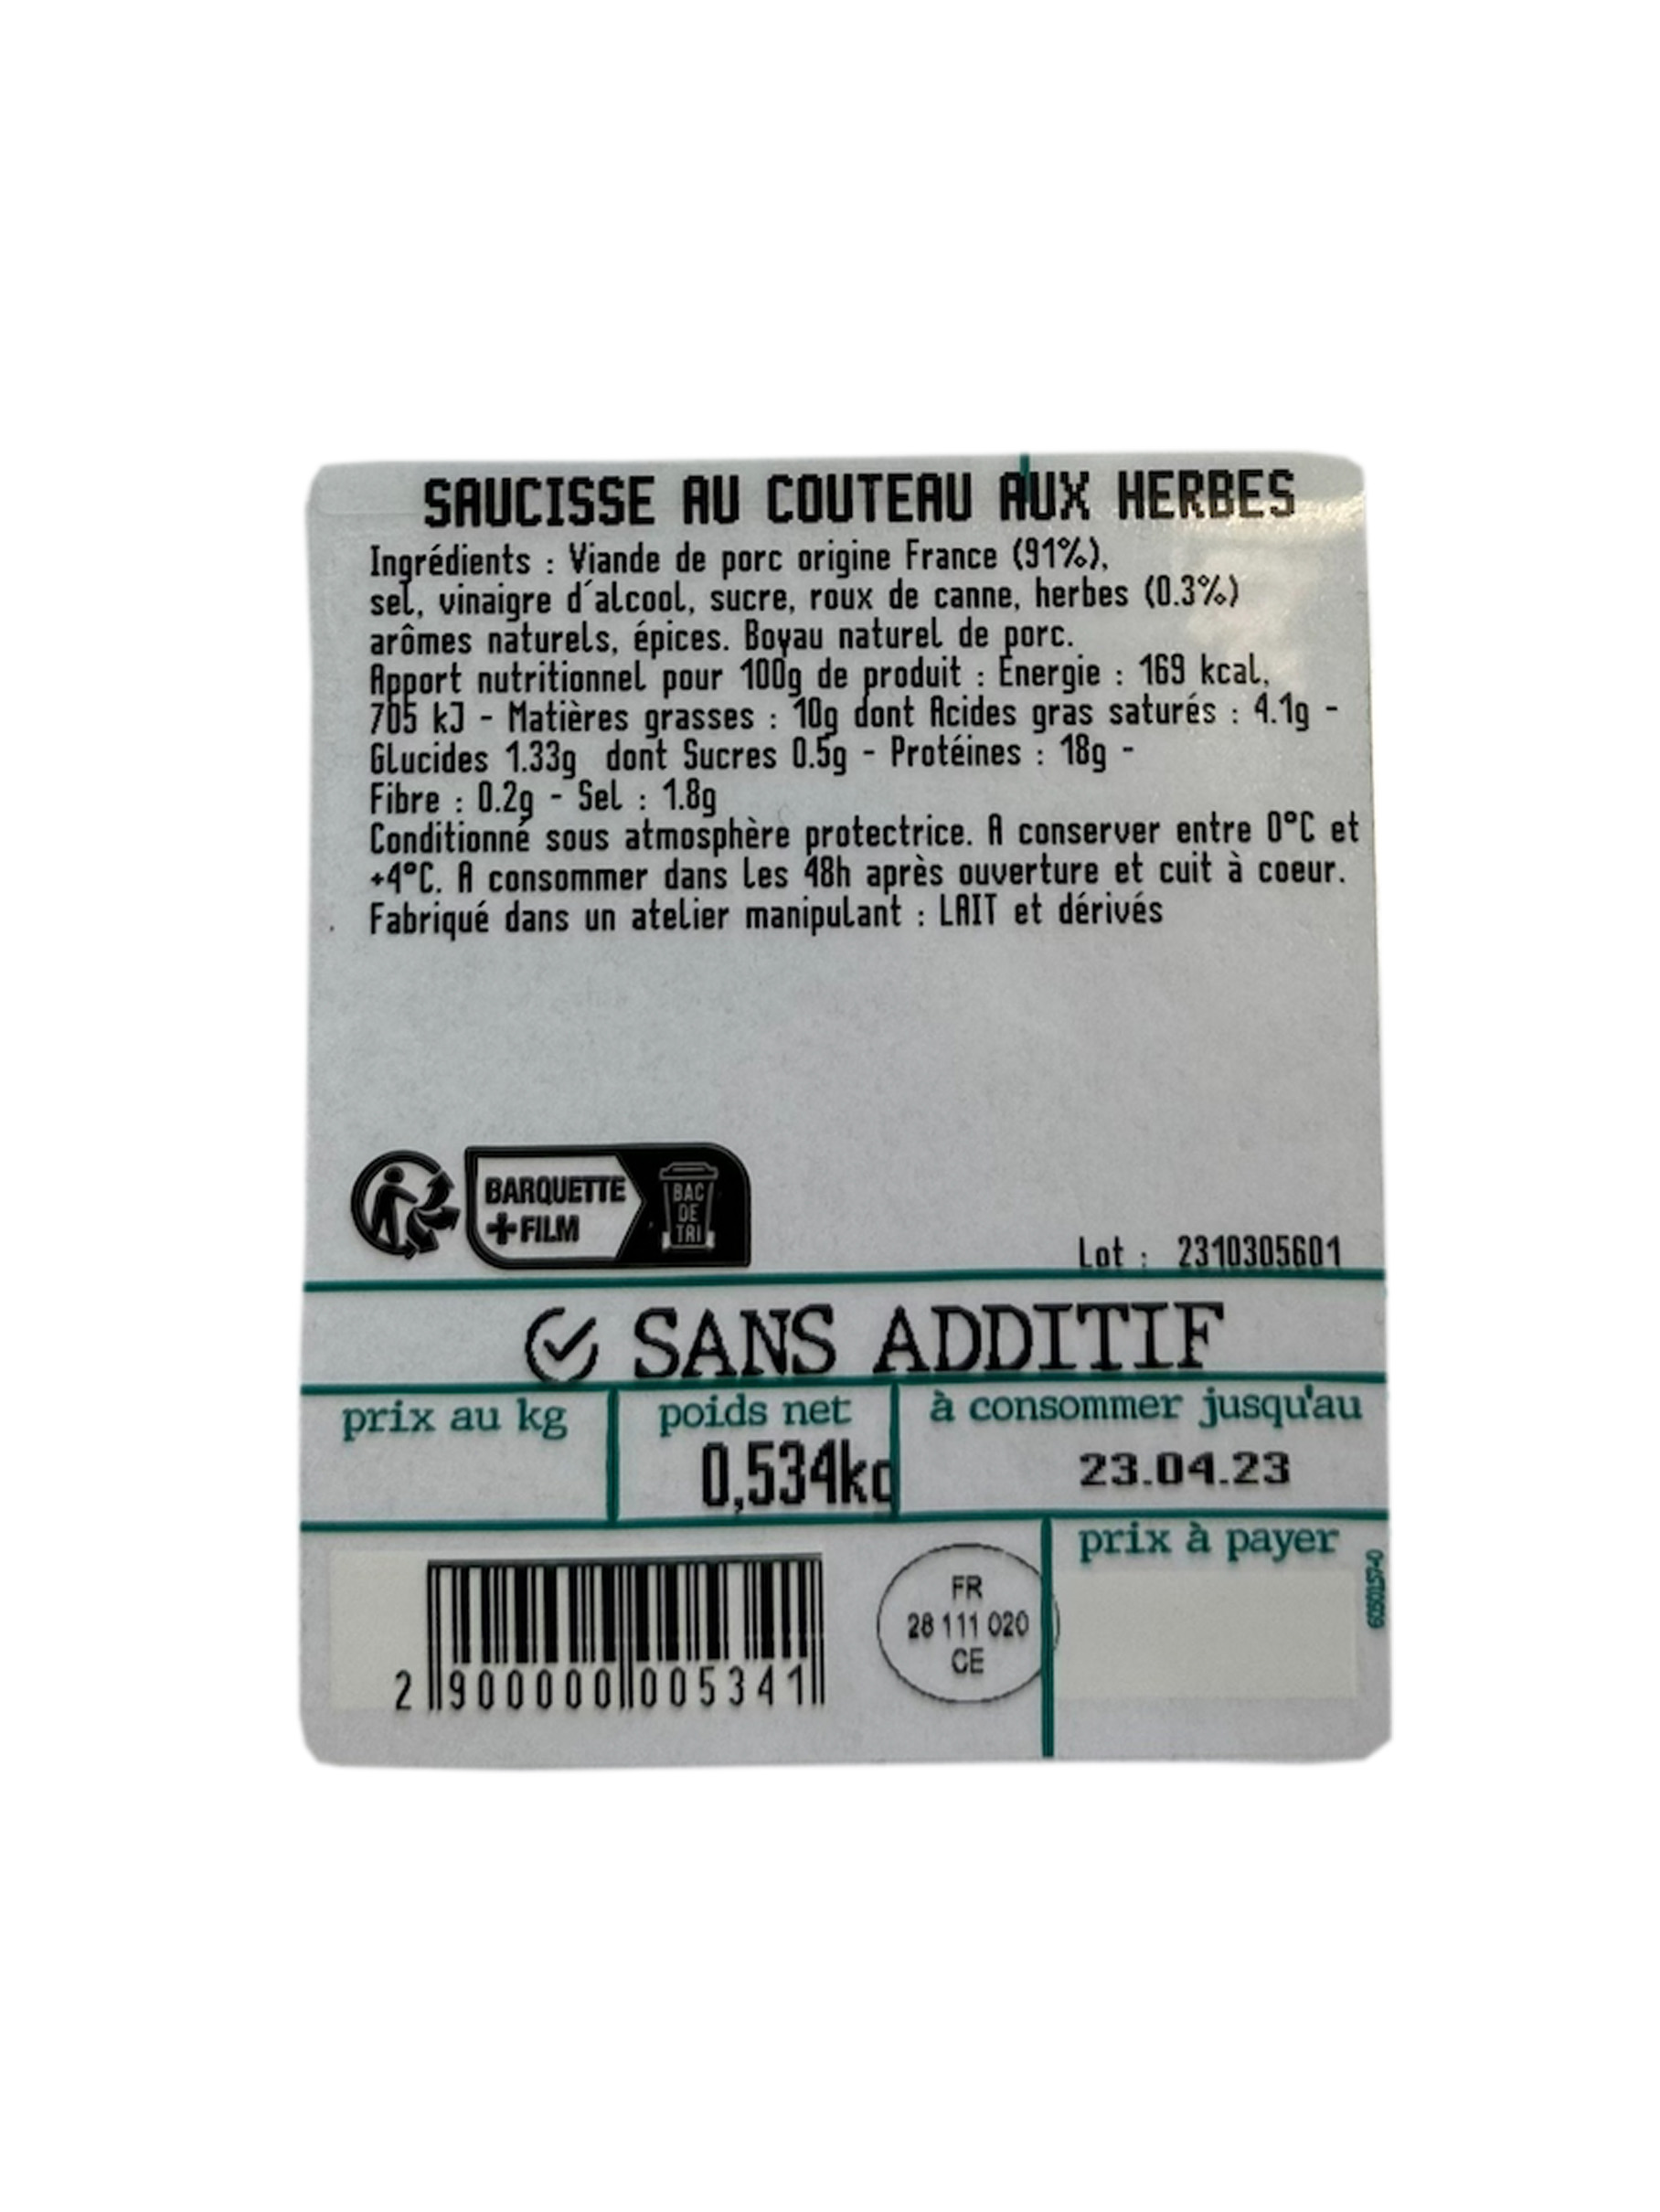 SAUCISSE AU COUTEAU AUX HERBES
Ingrédients : Viande de porc origine France (91%),
sel, vinaigre d´alcool, sucre, roux de canne, herbes (0.3%)
arômes naturels, épices. Boyau naturel de porc.
Apport nutritionnel pour 100g de produit : Energie : 169 kcal,
705 kJ - Matières grasses : 10g dont Acides gras saturés : 4.1g -
Glucides 1.33g dont Sucres 0.5g - Protéines : 18g -
Fibre : 0.2g - Sel : 1.8g
Conditionné sous atmosphère protectrice. A conserver entre 0°C et
+4°C. A consommer dans les 48h après ouverture et cuit à coeur.
Fabriqué dans un atelier manipulant : LAIT et dérivés
BARQUETTE
+FILM
BAC
DE
TRI
Lot : 2310305601
SANS ADDITIF
prix au kg
poids net
0,534kg
à consommer jusqu'au
23.04.23
prix à payer
FR
28 111 020
CE
2 900000 005341